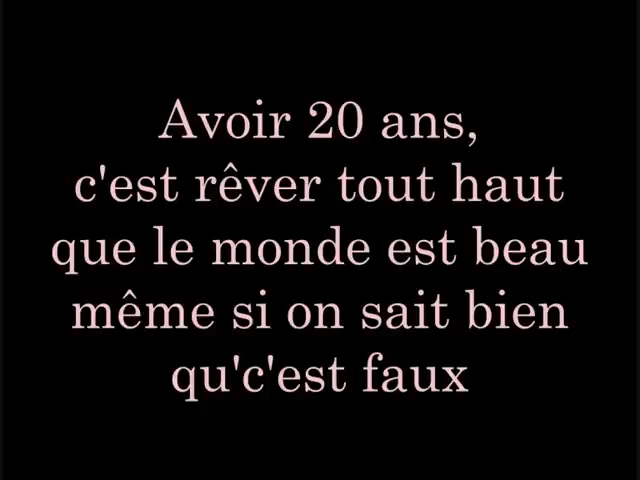 Avoir 20 ans,
c'est rêver tout haut
que le monde est beau
même si on sait bien
qu'c'est faux